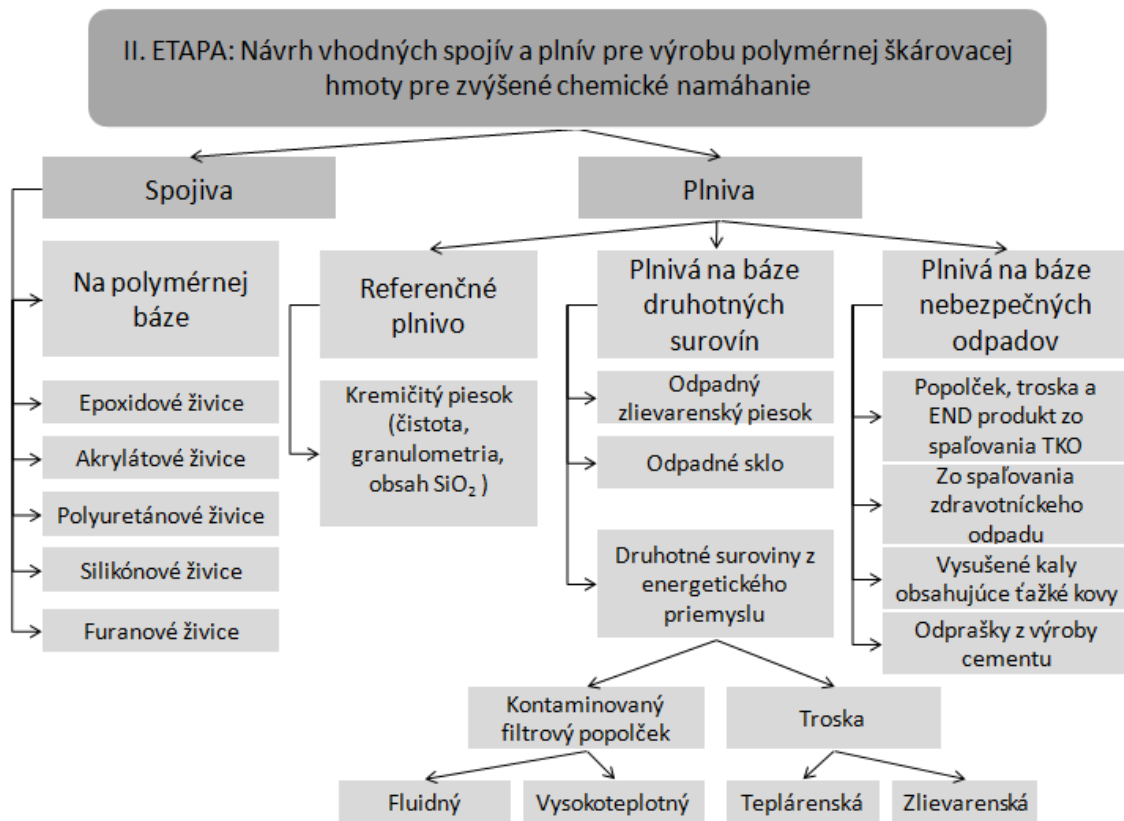 II. ETAPA: Návrh vhodných spojív a plnív pre výrobu polymérnej škárovacej
hmoty pre zvýšené chemické namáhanie
Spojiva
Plniva
Na polymérnej
báze
Epoxidové živice
Akrylátové živice
Polyuretánové živice
Silikónové živice
Furanové živice
Referenčné
plnivo
Kremičitý piesok
(čistota,
granulometria,
obsah SiO₂ )
Plnivá na báze
druhotných
surovín
Odpadný
zlievarenský piesok
Odpadné sklo
Druhotné suroviny z
energetického
priemyslu
Plnivá na báze
nebezpečných
odpadov
Popolček, troska a
END produkt zo
spaľovania TKO
Zo spaľovania
zdravotníckeho
odpadu
Vysušené kaly
obsahujúce ťažké kovy
Odprašky z výroby
cementu
Kontaminovaný
filtrový popolček
Troska
Fluidný
Vysokoteplotný
Teplárenská
Zlievarenská